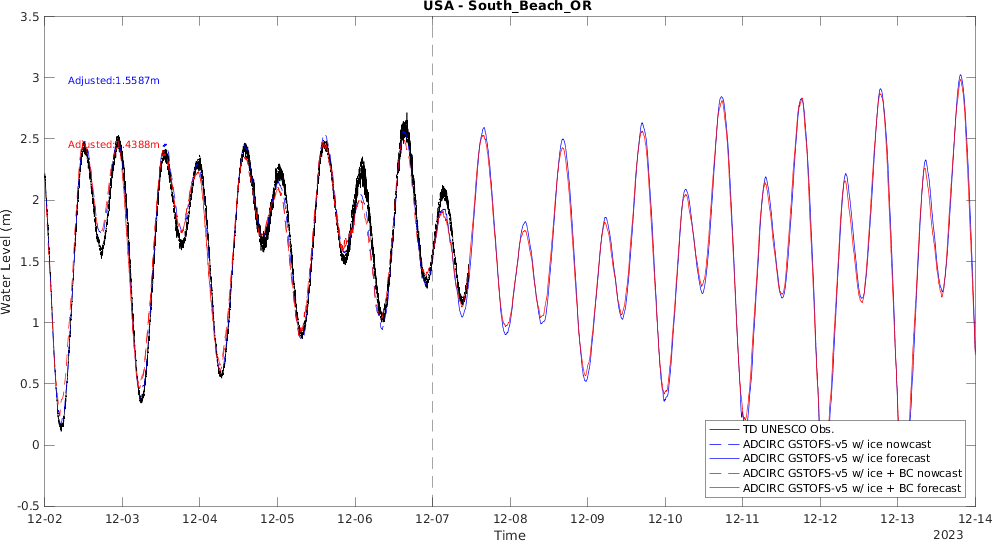 USA - South_Beach_OR
3.5
3
2.5
2
1.5
1
0.5
0
-0.5
Water Level (m)
Adjusted:1.5587m
Adjusted:1.4388m
TD UNESCO Obs.
ADCIRC GSTOFS-v5 w/ ice nowcast
ADCIRC GSTOFS-v5 w/ ice forecast
ADCIRC GSTOFS-v5 w/ ice + BC nowcast
ADCIRC GSTOFS-v5 w/ ice + BC forecast
12-02 12-03 12-04 12-05 12-06 12-07 12-08 12-09 12-10 12-11 12-12 12-13 12-14
Time
2023